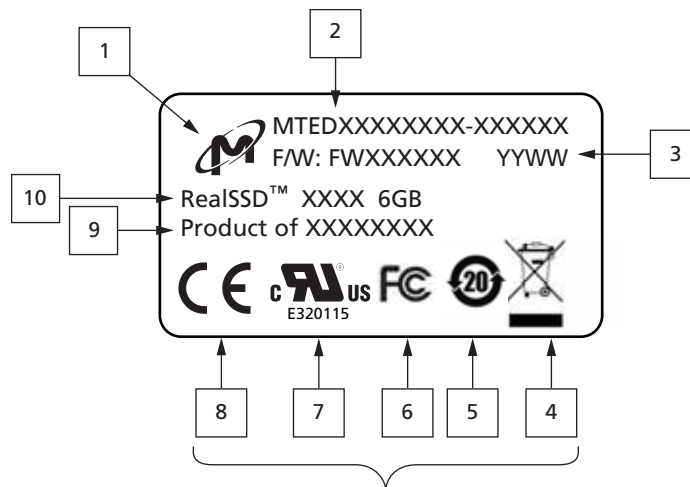 2
1
MTEDXXXXXXXX-XXXXXX
F/W: FWXXXXXX YYWW
3
10
RealSSD™ XXXX 6GB
9
Product of XXXXXXXX
CE c RU ® US FC 20
E320115
8 7 6 5 4